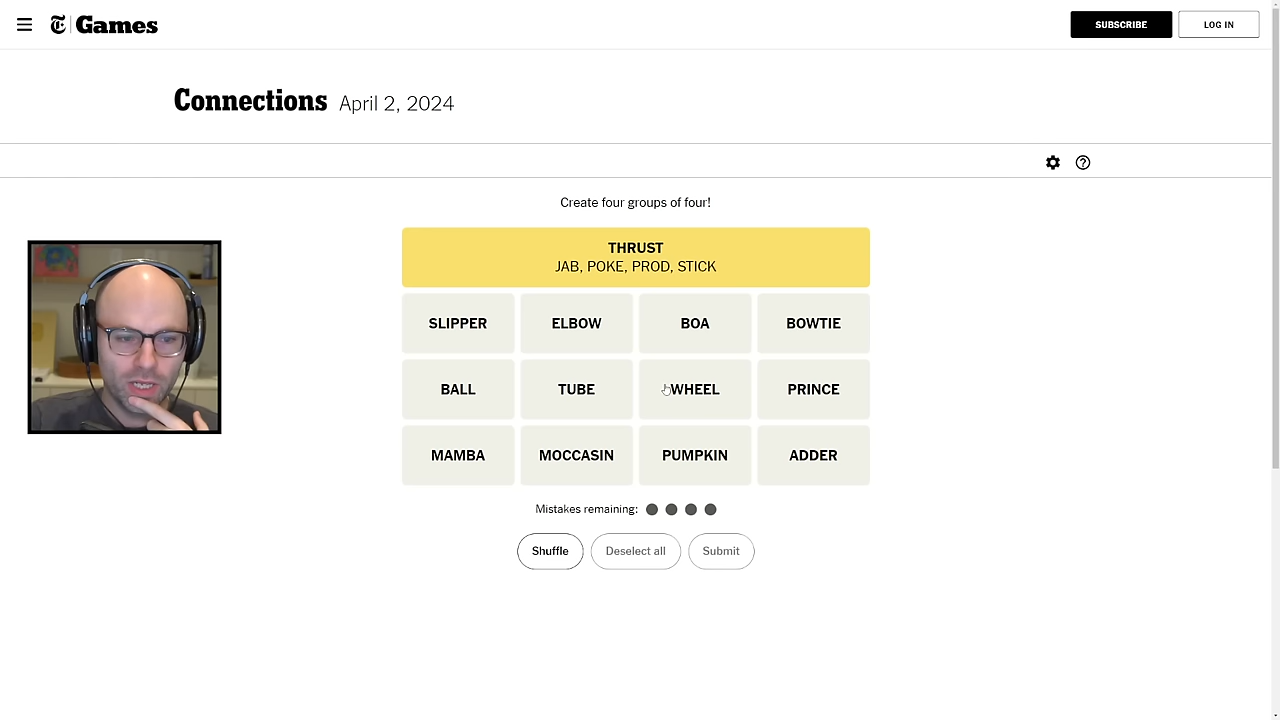 Games
SUBSCRIBE
LOG IN
Connections April 2, 2024
Create four groups of four!
THRUST
JAB, POKE, PROD, STICK
SLIPPER ELBOW BOA BOWTIE
BALL TUBE WHEEL PRINCE
MAMBA MOCCASIN PUMPKIN ADDER
Mistakes remaining:
Shuffle Deselect all Submit